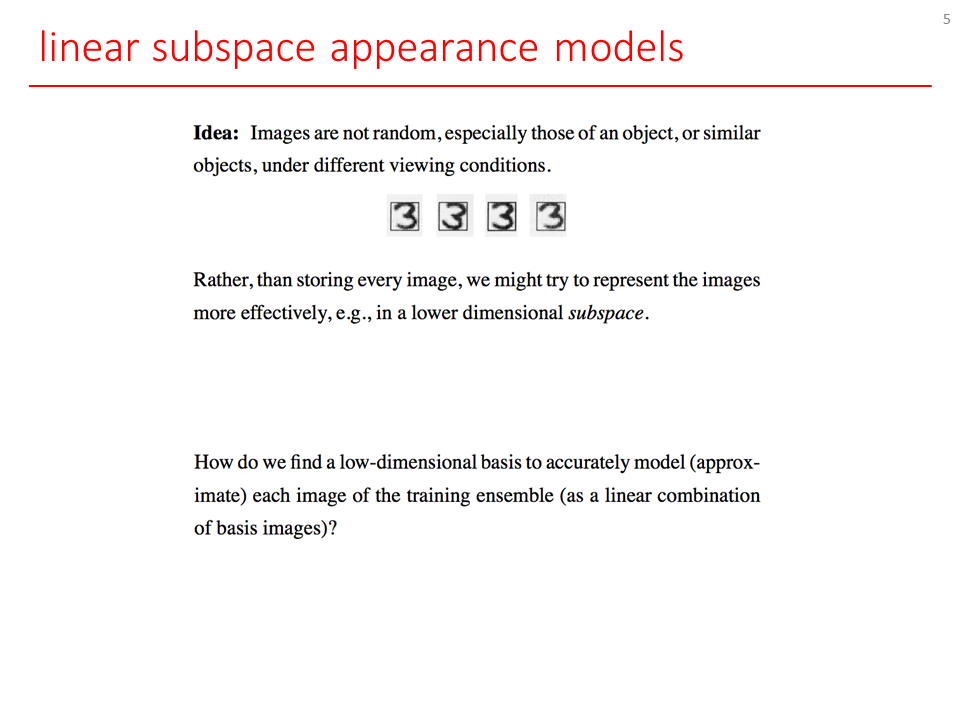 5
linear subspace appearance models
Idea: Images are not random, especially those of an object, or similar
objects, under different viewing conditions.
3 3 3 3
Rather, than storing every image, we might try to represent the images
more effectively, e.g., in a lower dimensional subspace.
How do we find a low-dimensional basis to accurately model (approx-
imate) each image of the training ensemble (as a linear combination
of basis images)?